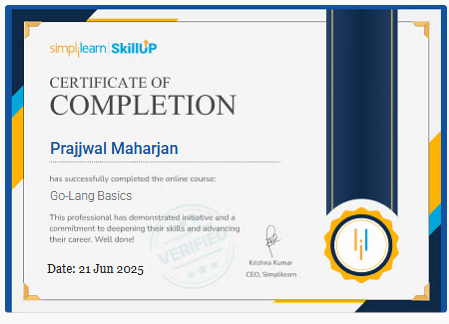 simplilearn | SkillUP
CERTIFICATE OF
COMPLETION
Prajjwal Maharjan
has successfully completed the online course:
Go-Lang Basics
This professional has demonstrated initiative and a
commitment to deepening their skills and advancing
their career. Well done!
VERIFIED
Krishna Kumar
CEO, Simplilearn
Date: 21 Jun 2025